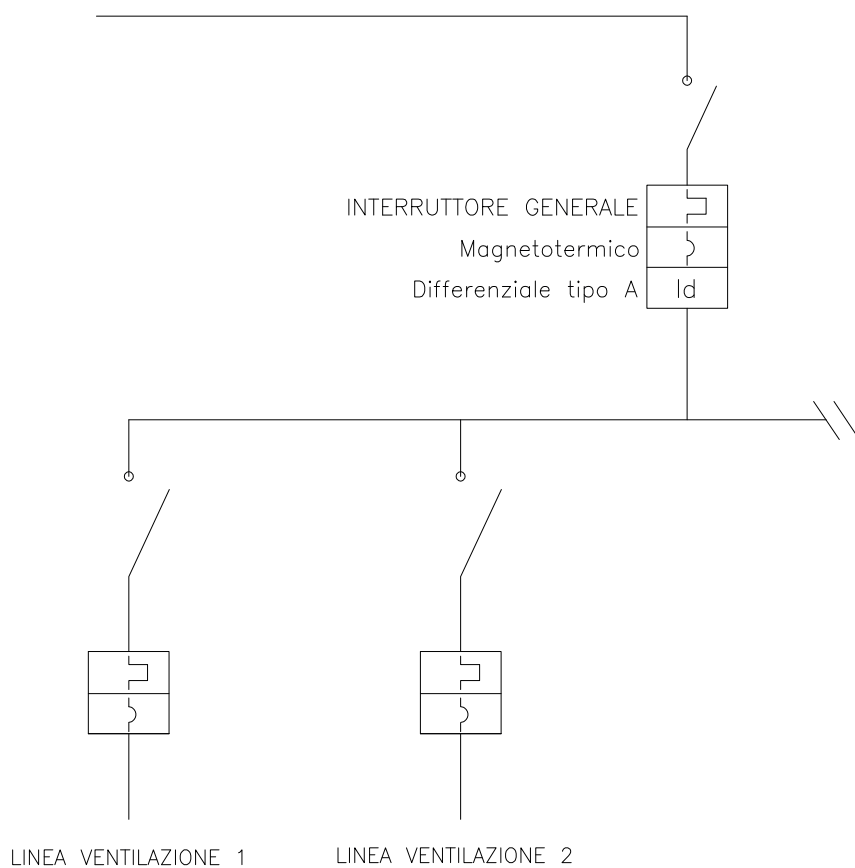 INTERRUTTORE GENERALE
Magnetotermico
Differenziale tipo A Id
LINEA VENTILAZIONE 1 LINEA VENTILAZIONE 2